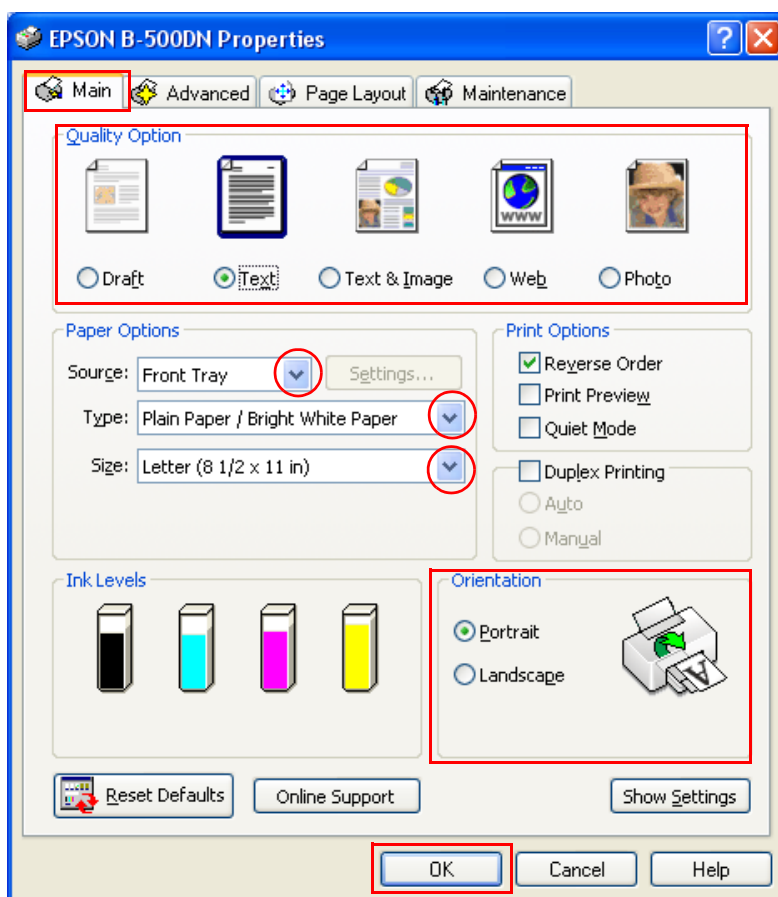 EPSON B-500DN Properties
Main Advanced Page Layout Maintenance
Quality Option
www
Draft Text Text & Image Web Photo
Paper Options
Source: Front Tray Settings...
Type: Plain Paper / Bright White Paper
Size: Letter (8 1/2 x 11 in)
Print Options
Reverse Order
Print Preview
Quiet Mode
Duplex Printing
Auto
Manual
Ink Levels
Orientation
Portrait
Landscape
A
Reset Defaults Online Support Show Settings
OK Cancel Help